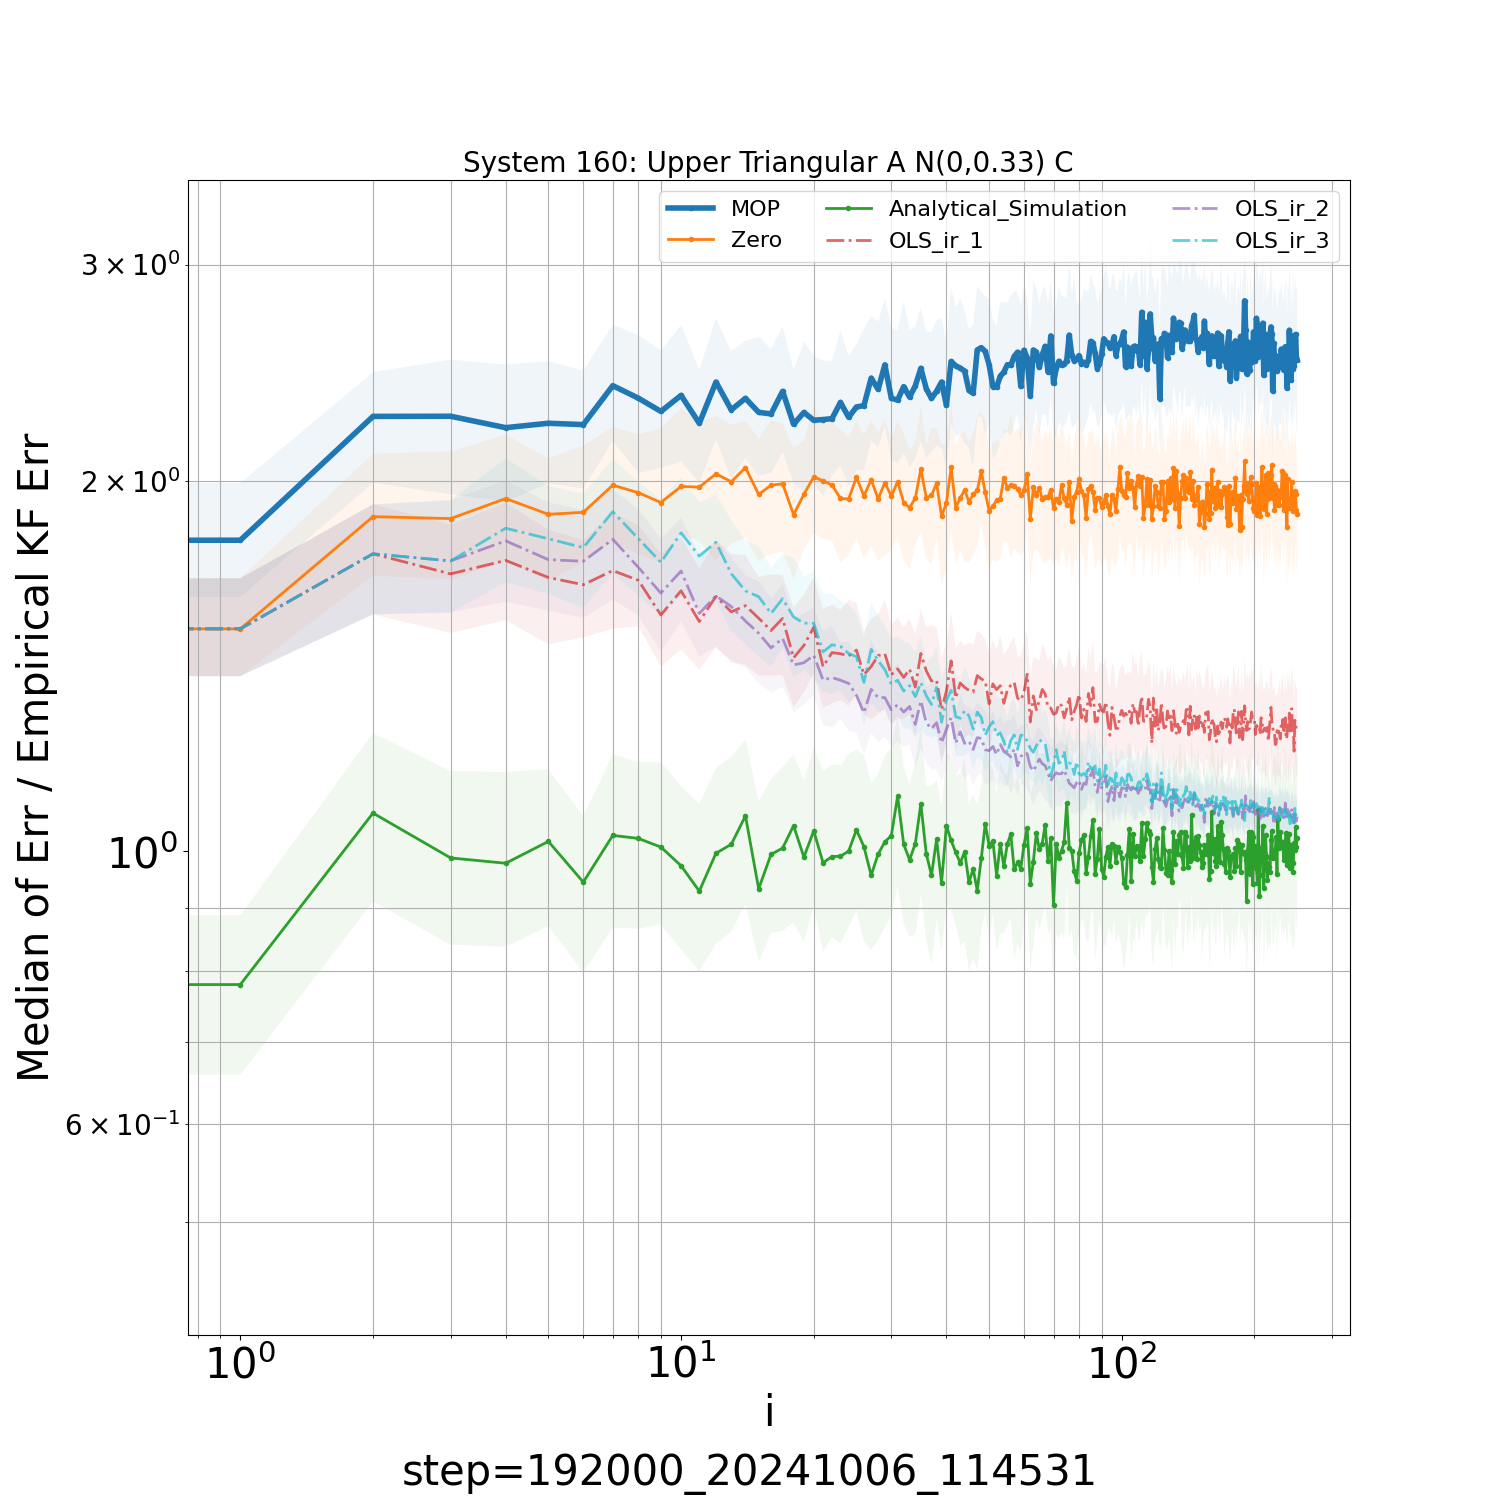 System 160: Upper Triangular A N(0,0.33) C
MOP
Zero
Analytical_Simulation
OLS_ir_1
OLS_ir_2
OLS_ir_3
Median of Err / Empirical KF Err
3 × 10⁰
2 × 10⁰
10⁰
6 × 10⁻¹
10⁰ 10¹ 10²
i
step=192000_20241006_114531